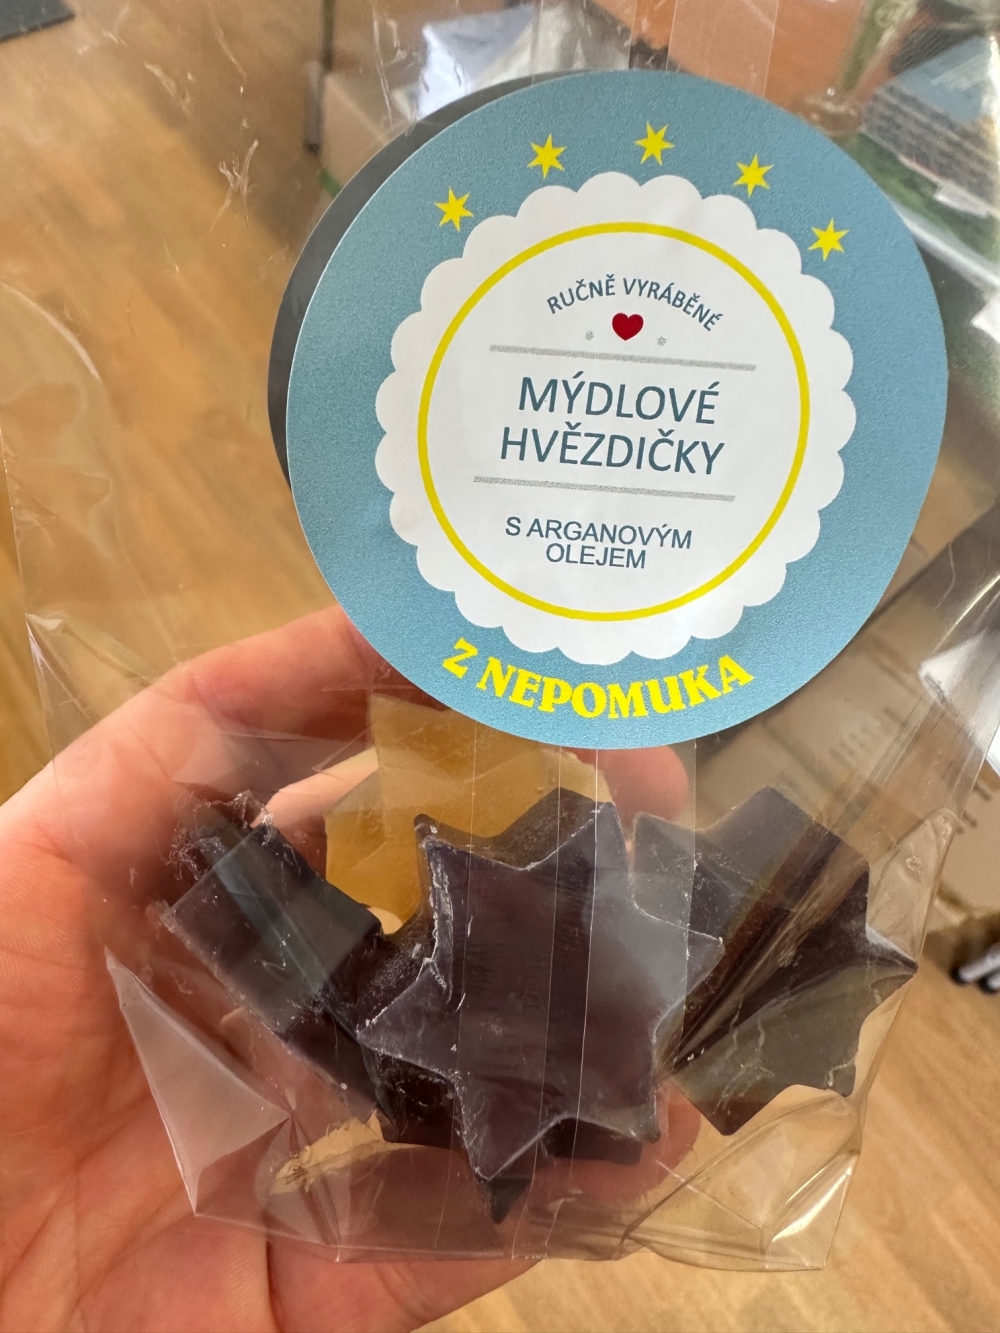 RUČNĚ VYRÁBĚNÉ
MÝDLOVÉ
HVĚZDIČKY
S ARGANOVÝM
OLEJEM
Z NEPOMUKA